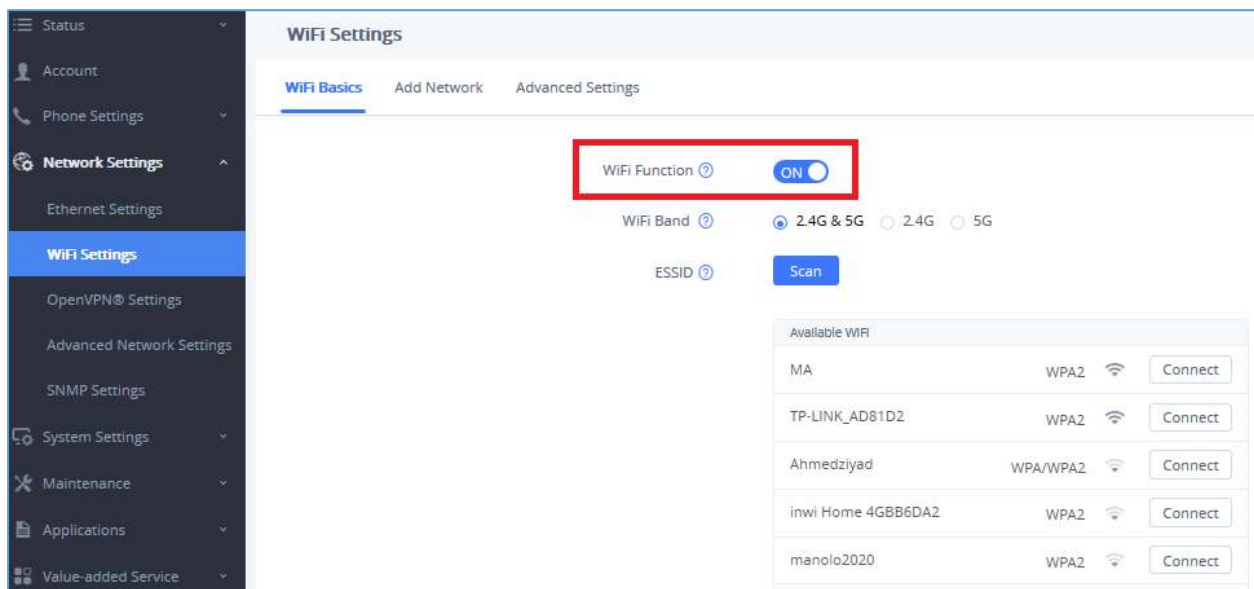 Status
Account
Phone Settings
Network Settings
Ethernet Settings
WiFi Settings
OpenVPN® Settings
Advanced Network Settings
SNMP Settings
System Settings
Maintenance
Applications
Value-added Service
WiFi Settings
WiFi Basics Add Network Advanced Settings
WiFi Function ON
WiFi Band 2.4G & 5G 2.4G 5G
ESSID Scan
Available WiFi
MA WPA2 Connect
TP-LINK_AD81D2 WPA2 Connect
Ahmedziyad WPA/WPA2 Connect
inwi Home 4GBB6DA2 WPA2 Connect
manolo2020 WPA2 Connect